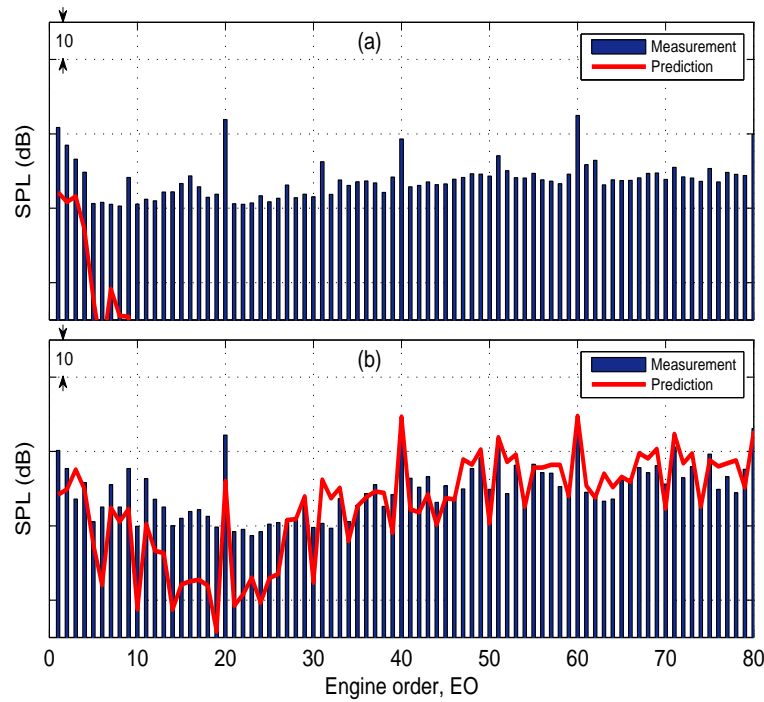 10
(a)
Measurement
Prediction
SPL (dB)
10
(b)
Measurement
Prediction
SPL (dB)
0 10 20 30 40 50 60 70 80
Engine order, EO